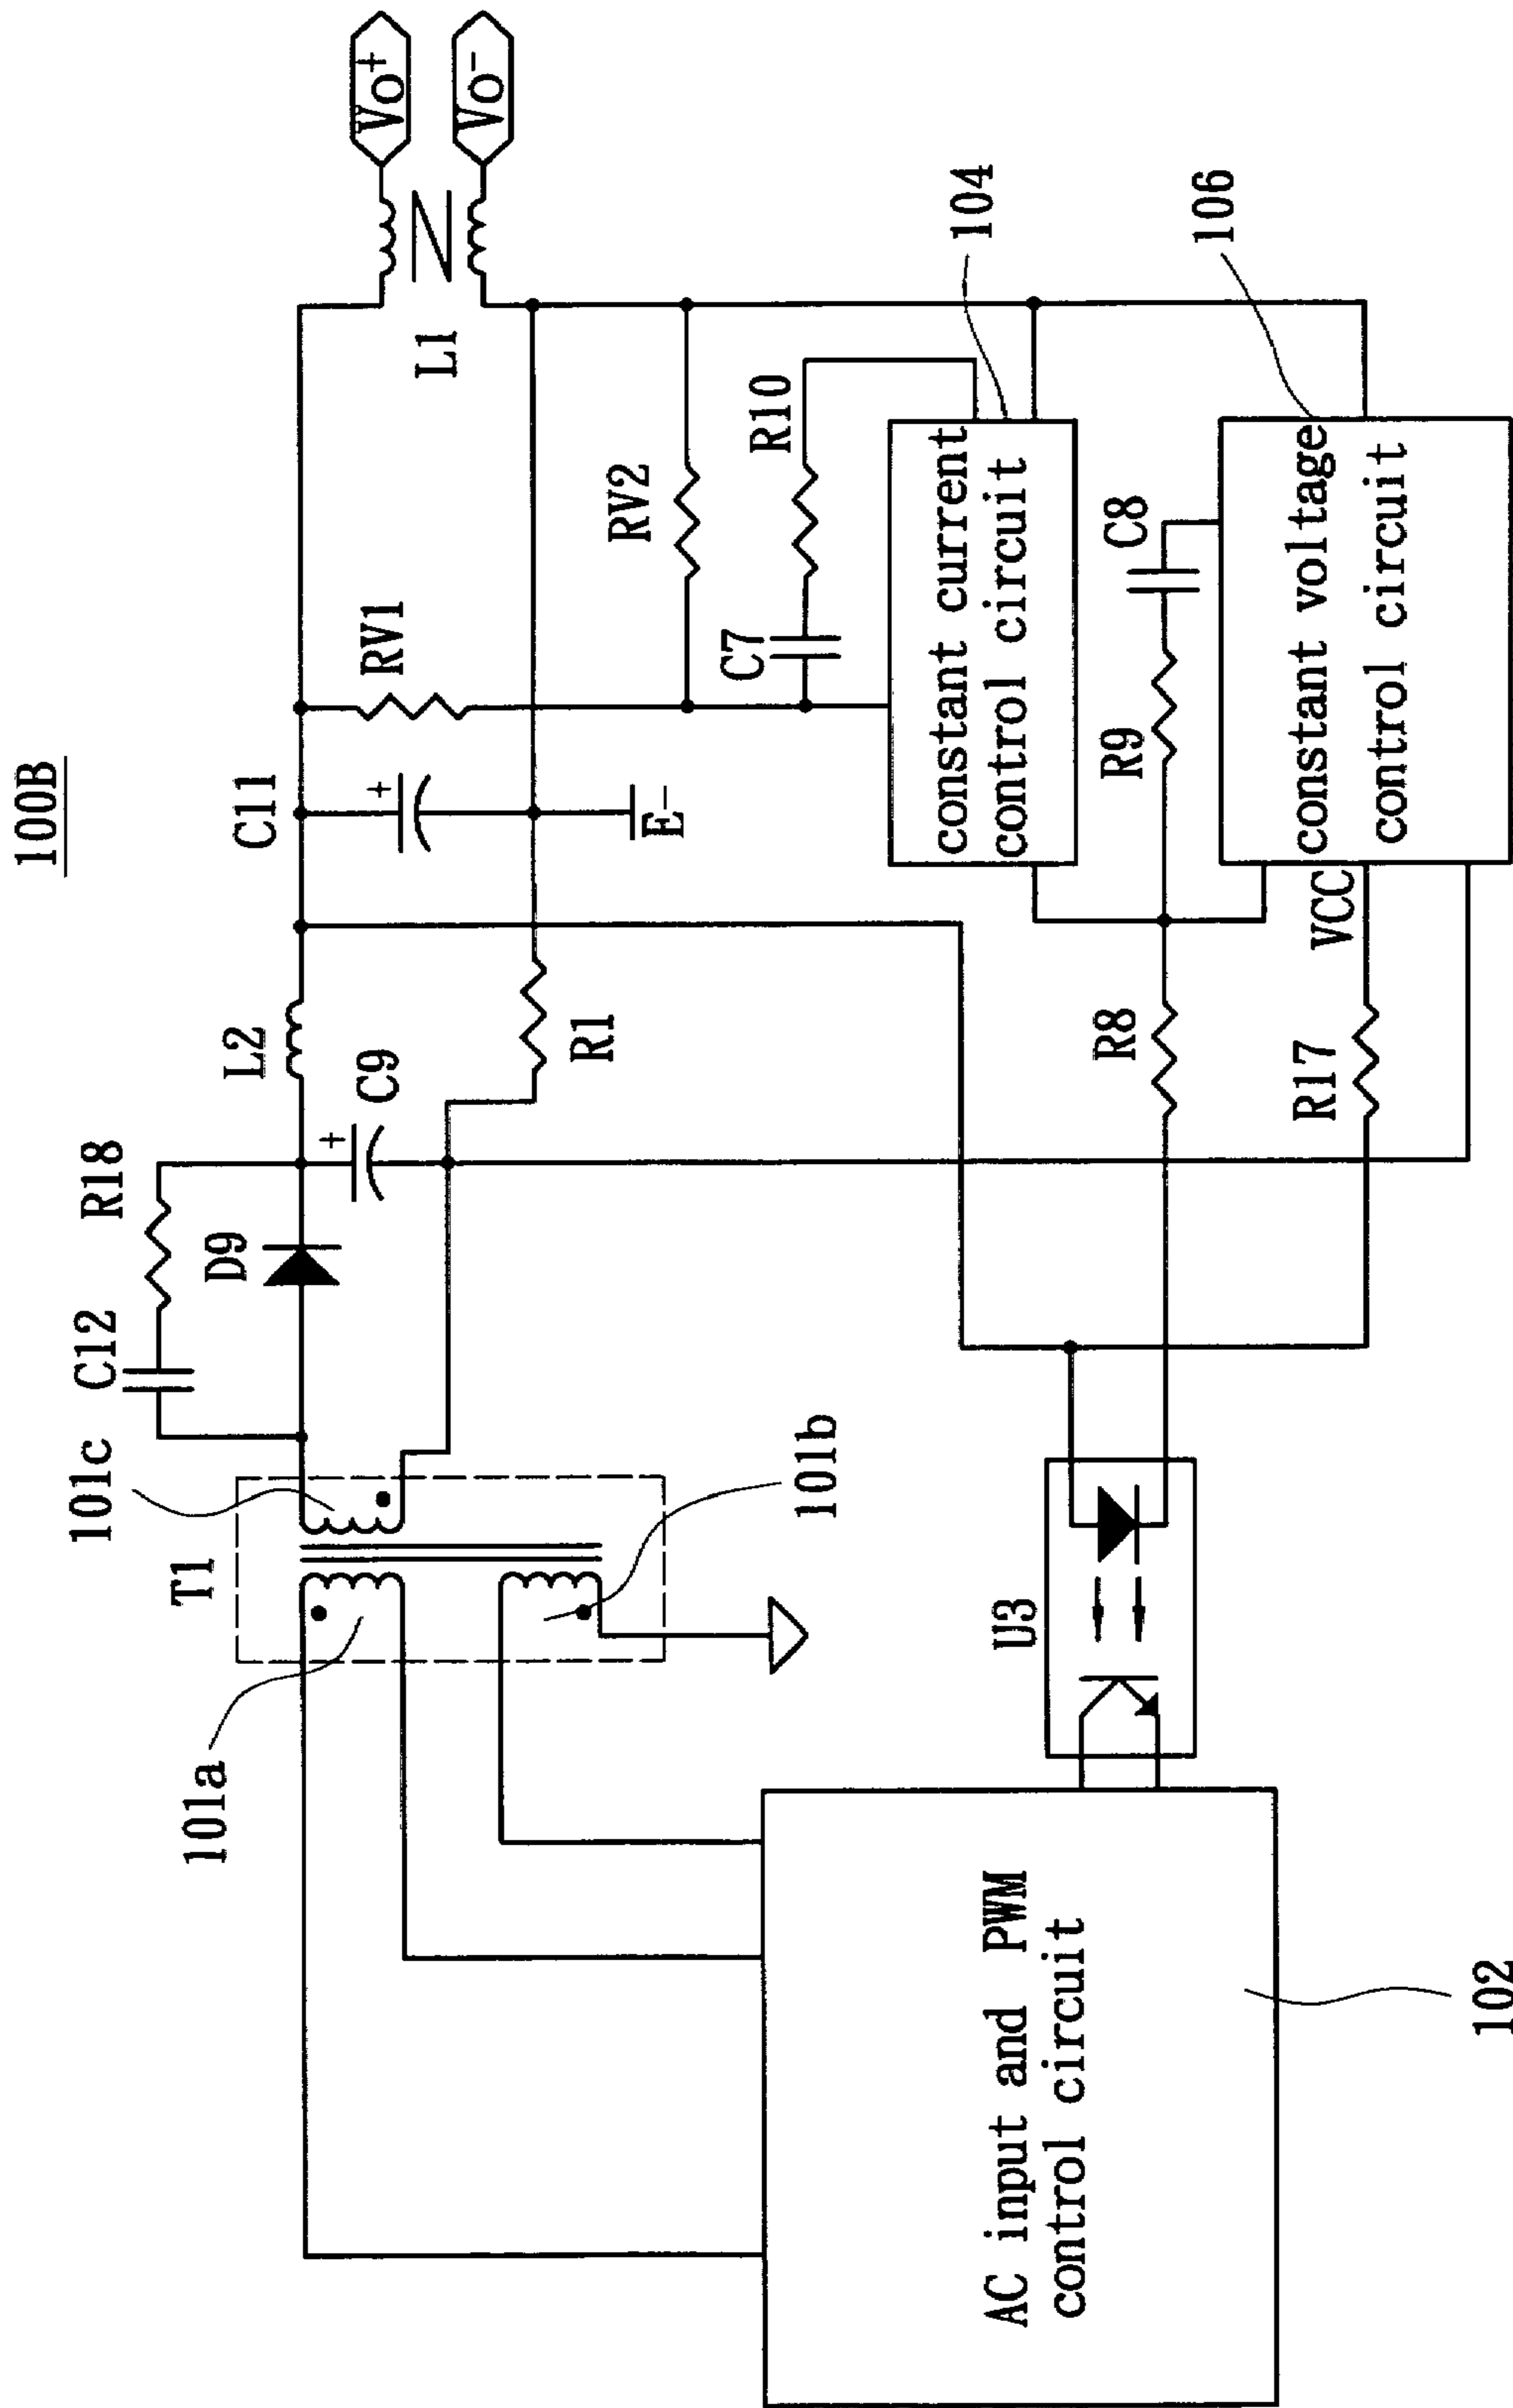 100B
T1
101a
101b
101c
C12
R18
D9
C9
L2
R1
C11
E-
RV1
RV2
L1
Vo+
Vo-
C7
R10
104
constant current
control circuit
106
constant voltage
control circuit
C8
R9
R8
VCC
R17
U3
AC input and PWM
control circuit
102